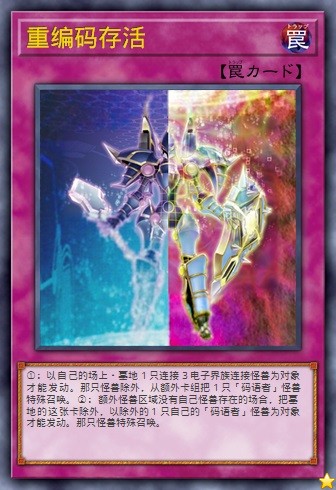 重编码存活
トラップ
罠
【罠カード】
①：以自己的场上・墓地１只连接３电子界族连接怪兽为对象
才能发动。那只怪兽除外，从额外卡组把１只「码语者」怪兽
特殊召唤。②：额外怪兽区域没有自己怪兽存在的场合，把墓
地的这张卡除外，以除外的１只自己的「码语者」怪兽为对象
才能发动。那只怪兽特殊召唤。